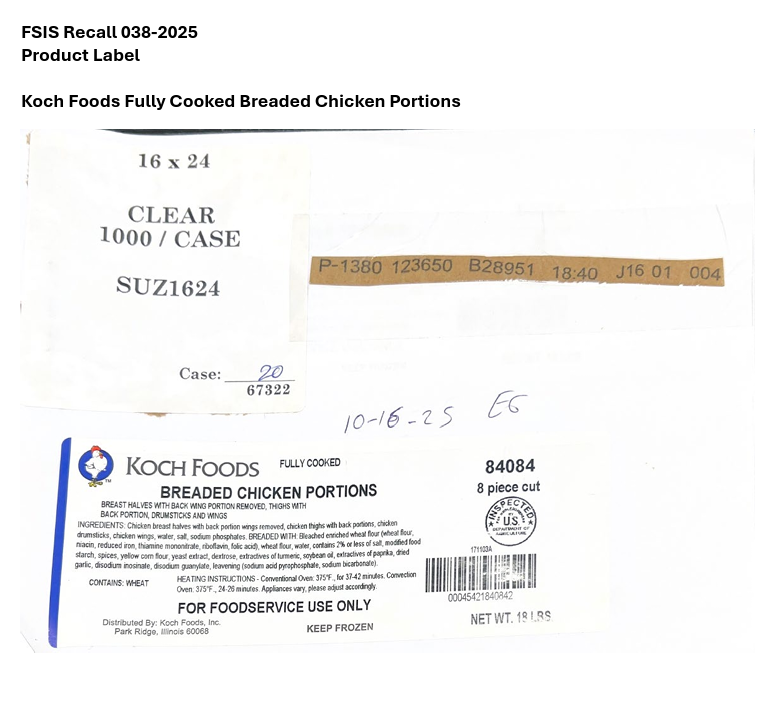 FSIS Recall 038-2025
Product Label
Koch Foods Fully Cooked Breaded Chicken Portions
16 x 24
CLEAR
1000 / CASE
SUZ1624
Case: 20
67322
P-1380 123650 B28951 18:40 J16 01 004
10-16-25 EG
KOCH FOODS FULLY COOKED
TM
BREADED CHICKEN PORTIONS
BREAST HALVES WITH BACK WING PORTION REMOVED, THIGHS WITH
BACK PORTION, DRUMSTICKS AND WINGS
INGREDIENTS: Chicken breast halves with back portion wings removed, chicken thighs with back portions, chicken
drumsticks, chicken wings, water, salt, sodium phosphates. BREADED WITH: Bleached enriched wheat flour (wheat flour,
niacin, reduced iron, thiamine mononitrate, riboflavin, folic acid), wheat flour, water, contains 2% or less of salt, modified food
starch, spices, yellow corn flour, yeast extract, dextrose, extractives of turmeric, soybean oil, extractives of paprika, dried
garlic, disodium inosinate, disodium guanylate, leavening (sodium acid pyrophosphate, sodium bicarbonate).
CONTAINS: WHEAT
HEATING INSTRUCTIONS - Conventional Oven: 375°F., for 37-42 minutes. Convection
Oven: 375°F., 24-26 minutes. Appliances vary, please adjust accordingly.
FOR FOODSERVICE USE ONLY
Distributed By: Koch Foods, Inc.
Park Ridge, Illinois 60068
KEEP FROZEN
84084
8 piece cut
INSPECTED
U.S.
DEPARTMENT OF
AGRICULTURE
171103A
00045421840842
NET WT. 18 LBS.